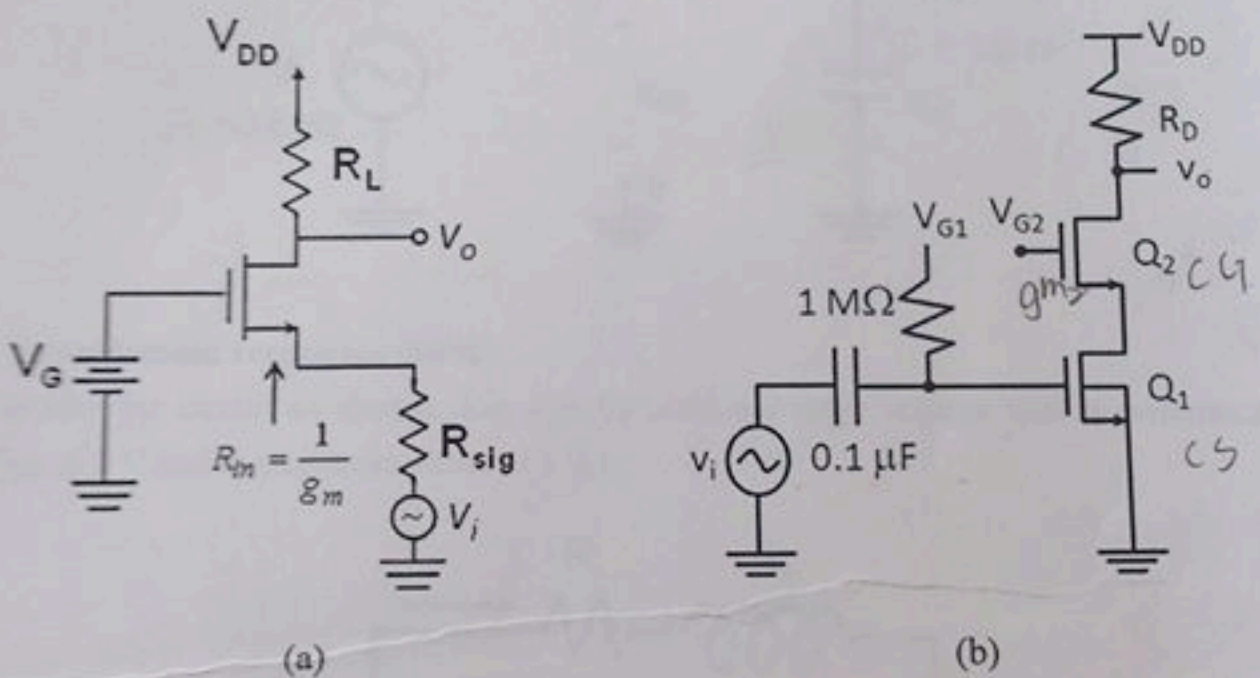 V_DD
R_L
V_o
V_G
R_in = 1/g_m
R_sig
V_i
(a)
V_DD
R_D
v_o
V_G1
V_G2
Q_2 CG
gm2
1 MΩ
Q_1
v_i
0.1 μF
CS
(b)